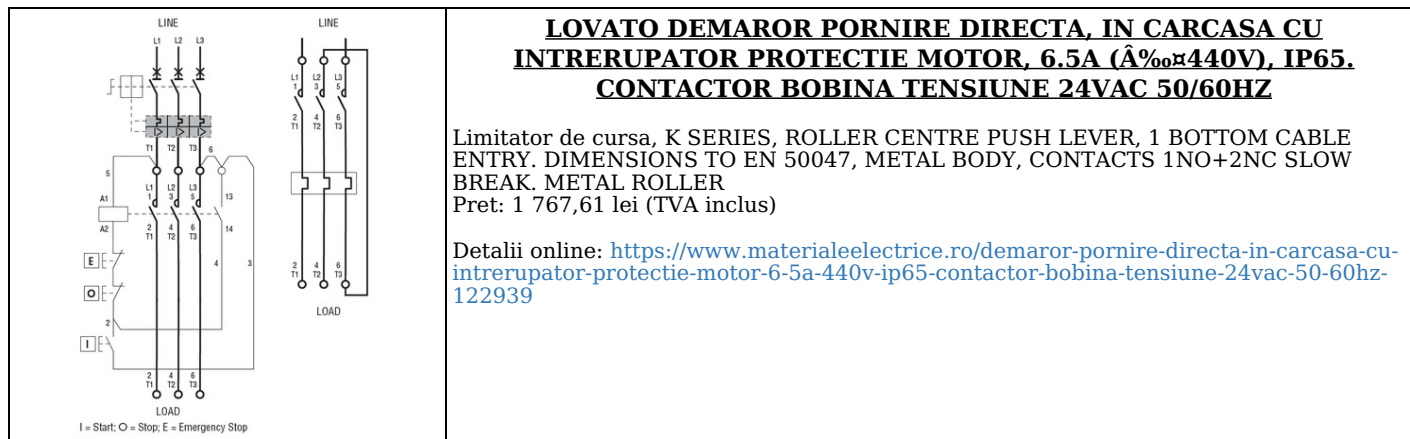 LINE
L1 L2 L3
T1 T2 T3 6
5
L1 L2 L3
1 3 5 13
A1
A2
2 4 6 14
T1 T2 T3
E
4 3
O
2
I
2 4 6
T1 T2 T3
LOAD
I = Start; O = Stop; E = Emergency Stop
LINE
L1 L2 L3
1 3 5
2 4 6
T1 T2 T3
2 4 6
T1 T2 T3
LOAD
LOVATO DEMAROR PORNIRE DIRECTA, IN CARCASA CU
INTRERUPATOR PROTECTIE MOTOR, 6.5A (Â‰¤440V), IP65.
CONTACTOR BOBINA TENSIUNE 24VAC 50/60HZ
Limitator de cursa, K SERIES, ROLLER CENTRE PUSH LEVER, 1 BOTTOM CABLE
ENTRY. DIMENSIONS TO EN 50047, METAL BODY, CONTACTS 1NO+2NC SLOW
BREAK. METAL ROLLER
Pret: 1 767,61 lei (TVA inclus)
Detalii online: https://www.materialeelectrice.ro/demaror-pornire-directa-in-carcasa-cu-
intrerupator-protectie-motor-6-5a-440v-ip65-contactor-bobina-tensiune-24vac-50-60hz-
122939